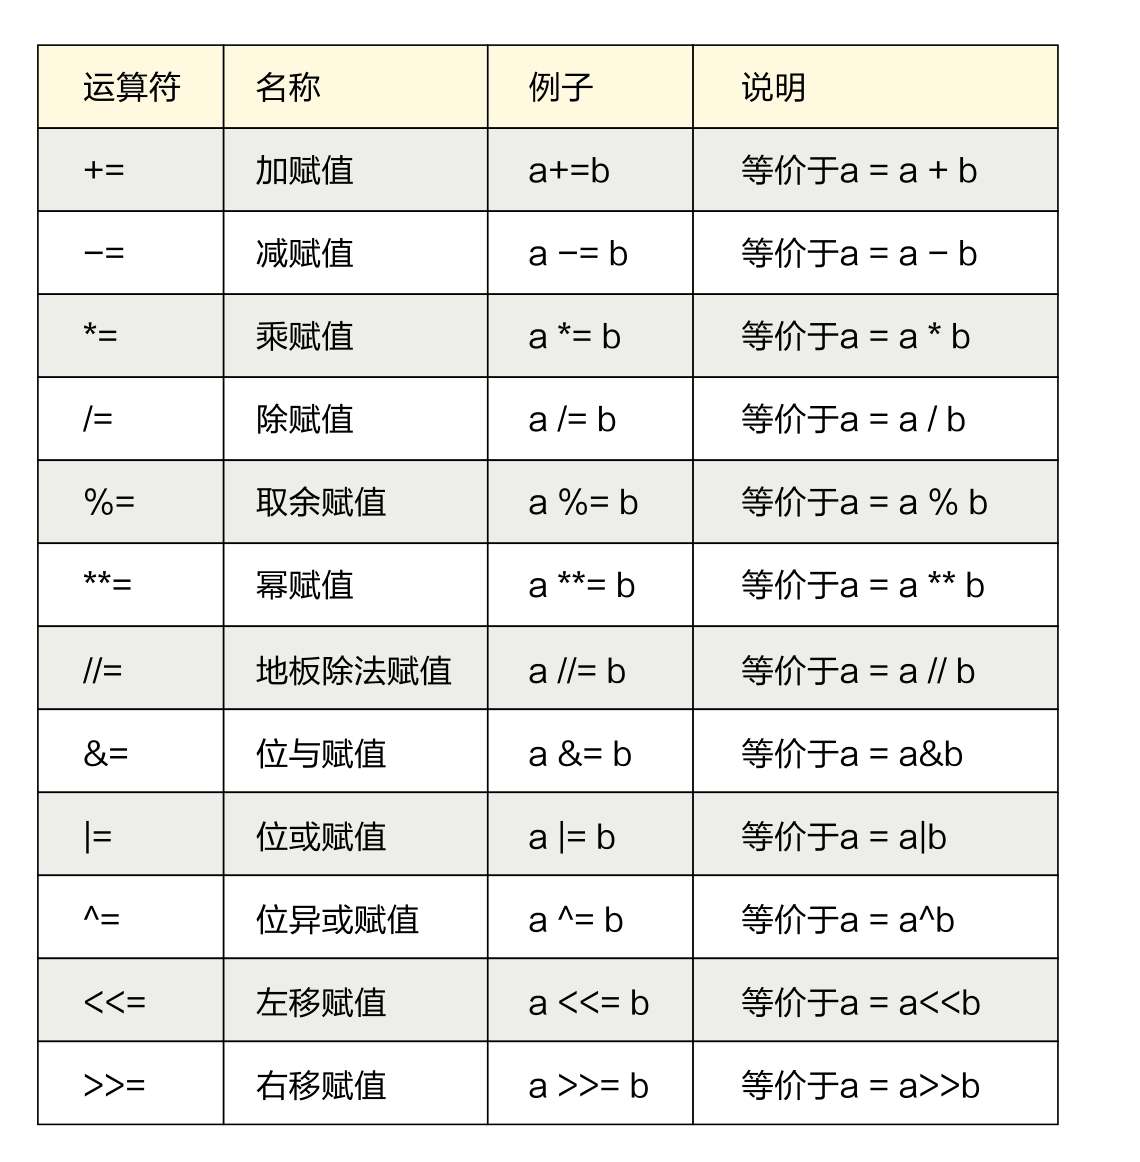 运算符 名称 例子 说明
+= 加赋值 a+=b 等价于a = a + b
−= 减赋值 a −= b 等价于a = a − b
*= 乘赋值 a *= b 等价于a = a * b
/= 除赋值 a /= b 等价于a = a / b
%= 取余赋值 a %= b 等价于a = a % b
**= 幂赋值 a **= b 等价于a = a ** b
//= 地板除法赋值 a //= b 等价于a = a // b
&= 位与赋值 a &= b 等价于a = a&b
|= 位或赋值 a |= b 等价于a = a|b
^= 位异或赋值 a ^= b 等价于a = a^b
<<= 左移赋值 a <<= b 等价于a = a<<b
>>= 右移赋值 a >>= b 等价于a = a>>b